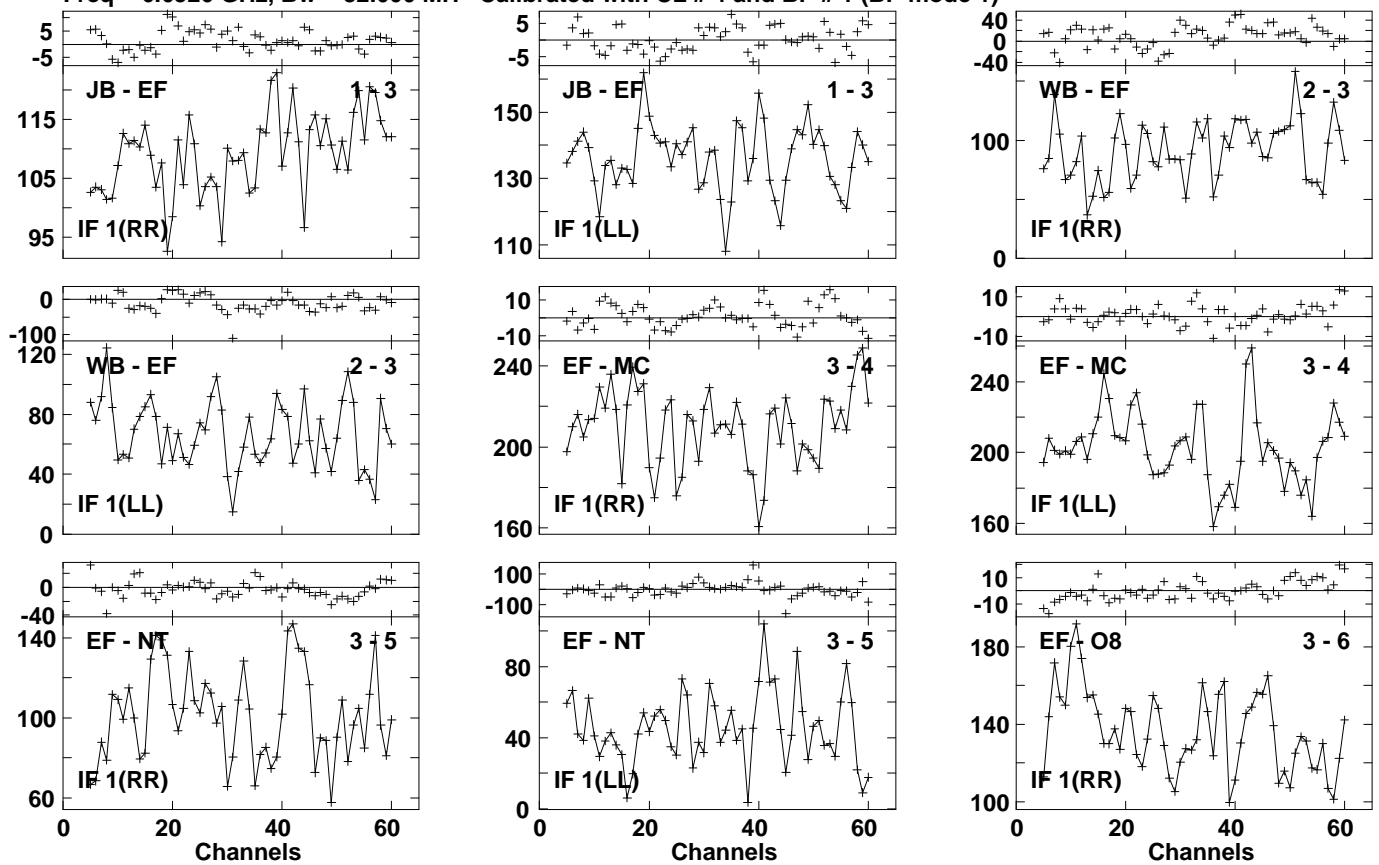 5
-5
5
-5
40
0
-40
JB - EF 1 - 3
115
105
95
IF 1(RR)
JB - EF 1 - 3
150
130
110
IF 1(LL)
WB - EF 2 - 3
100
0
IF 1(RR)
0
-100
10
-10
10
-10
WB - EF 2 - 3
120
80
40
0
IF 1(LL)
EF - MC 3 - 4
240
200
160
IF 1(RR)
EF - MC 3 - 4
240
200
160
IF 1(LL)
0
-40
100
-100
10
-10
EF - NT 3 - 5
140
100
60
IF 1(RR)
EF - NT 3 - 5
80
40
0
IF 1(LL)
EF - O8 3 - 6
180
140
100
IF 1(RR)
0 20 40 60
0 20 40 60
0 20 40 60
Channels
Channels
Channels